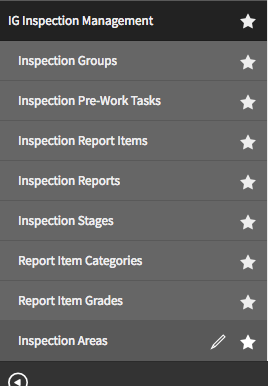 IG Inspection Management
Inspection Groups
Inspection Pre-Work Tasks
Inspection Report Items
Inspection Reports
Inspection Stages
Report Item Categories
Report Item Grades
Inspection Areas